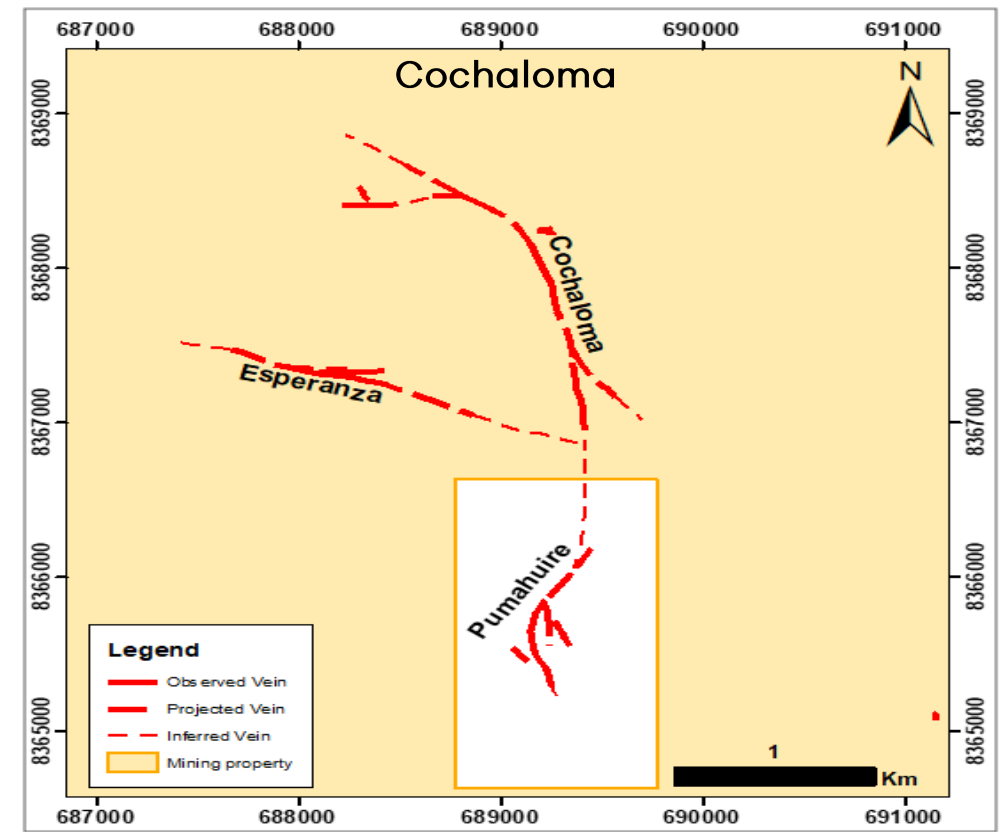 687000 688000 689000 690000 691000
Cochaloma
N
8369000 8369000
8368000 8368000
Cochaloma
8367000 8367000
Esperanza
8366000 8366000
Pumahuire
8365000 8365000
Legend
Observed Vein
Projected Vein
Inferred Vein
Mining property
1
Km
687000 688000 689000 690000 691000